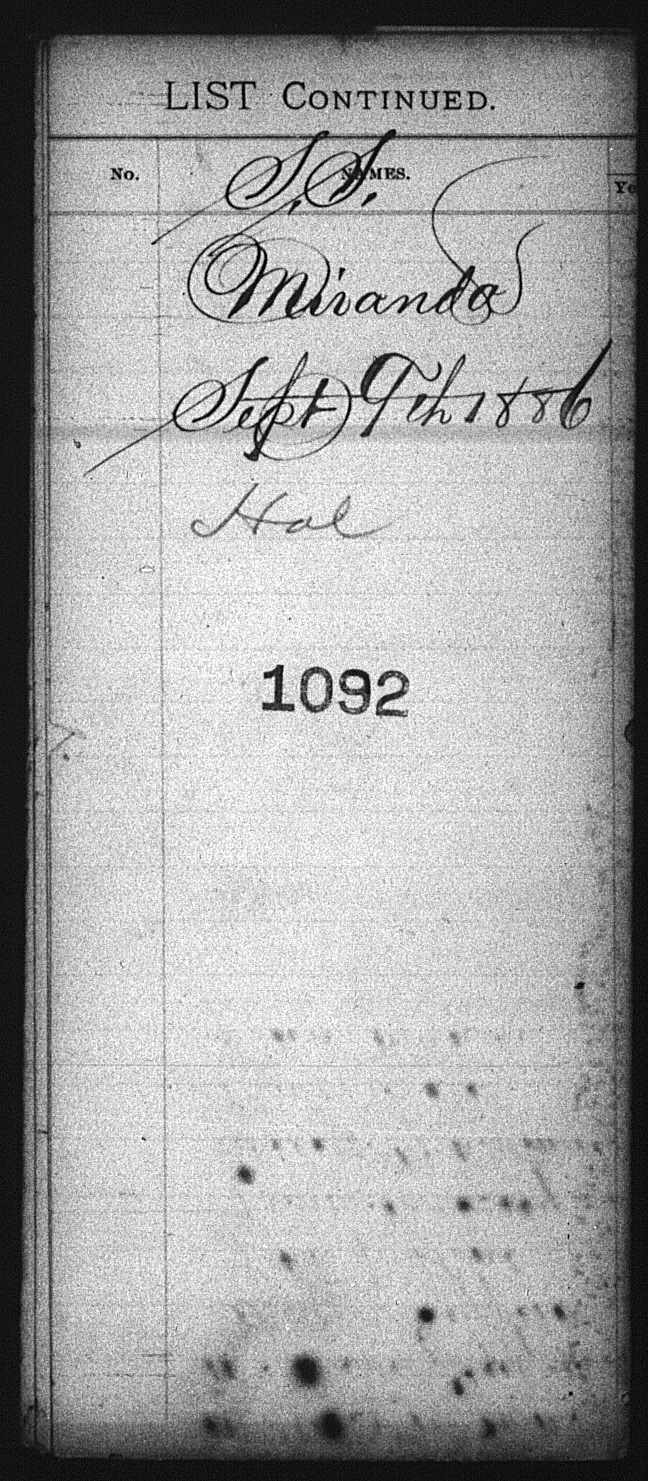 LIST CONTINUED.
No. NAMES. Ye
S.S.
Miranda
Sept 9th 1886
Hal
1092